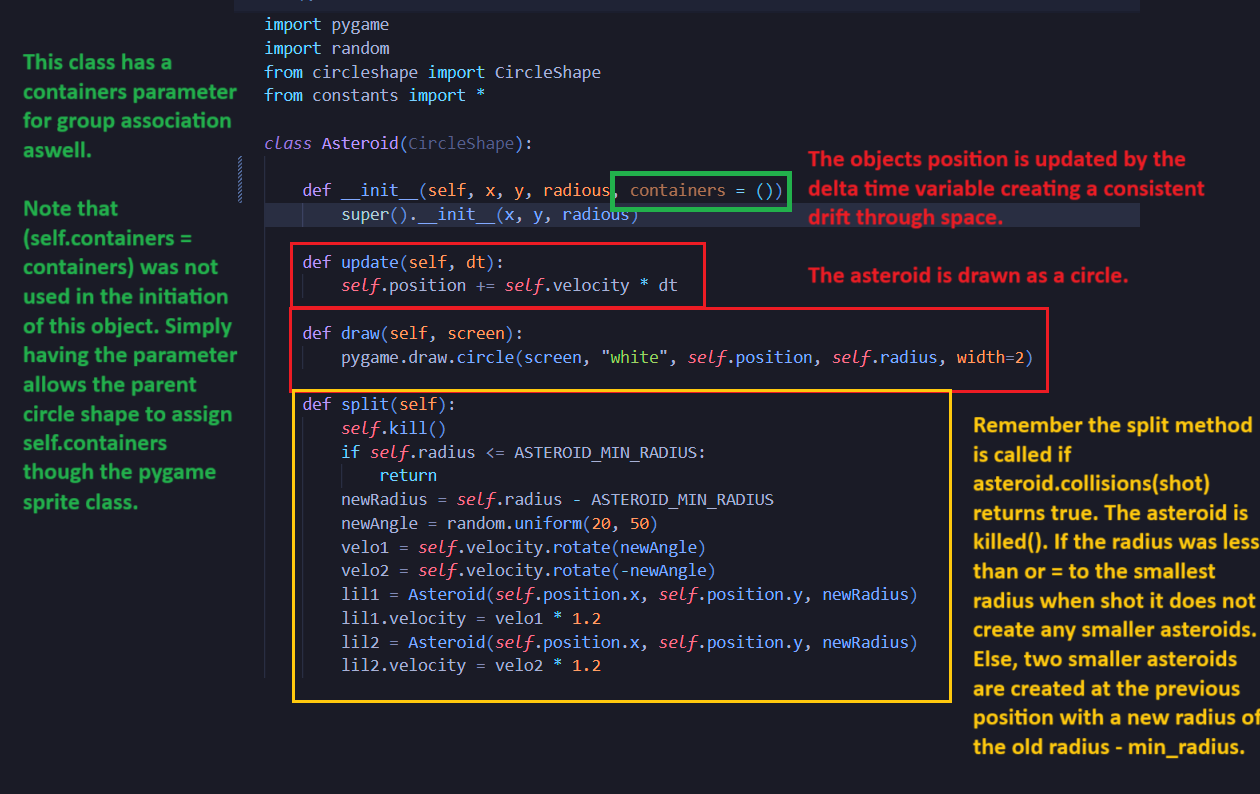 import pygame
import random
from circleshape import CircleShape
from constants import *
class Asteroid(CircleShape):
def __init__(self, x, y, radious, containers = ())
super().__init__(x, y, radious)
def update(self, dt):
self.position += self.velocity * dt
def draw(self, screen):
pygame.draw.circle(screen, "white", self.position, self.radius, width=2)
def split(self):
self.kill()
if self.radius <= ASTEROID_MIN_RADIUS:
return
newRadius = self.radius - ASTEROID_MIN_RADIUS
newAngle = random.uniform(20, 50)
velo1 = self.velocity.rotate(newAngle)
velo2 = self.velocity.rotate(-newAngle)
lil1 = Asteroid(self.position.x, self.position.y, newRadius)
lil1.velocity = velo1 * 1.2
lil2 = Asteroid(self.position.x, self.position.y, newRadius)
lil2.velocity = velo2 * 1.2
This class has a
containers parameter
for group association
aswell.
Note that
(self.containers =
containers) was not
used in the initiation
of this object. Simply
having the parameter
allows the parent
circle shape to assign
self.containers
though the pygame
sprite class.
The objects position is updated by the
delta time variable creating a consistent
drift through space.
The asteroid is drawn as a circle.
Remember the split method
is called if
asteroid.collisions(shot)
returns true. The asteroid is
killed(). If the radius was less
than or = to the smallest
radius when shot it does not
create any smaller asteroids.
Else, two smaller asteroids
are created at the previous
position with a new radius of
the old radius - min_radius.